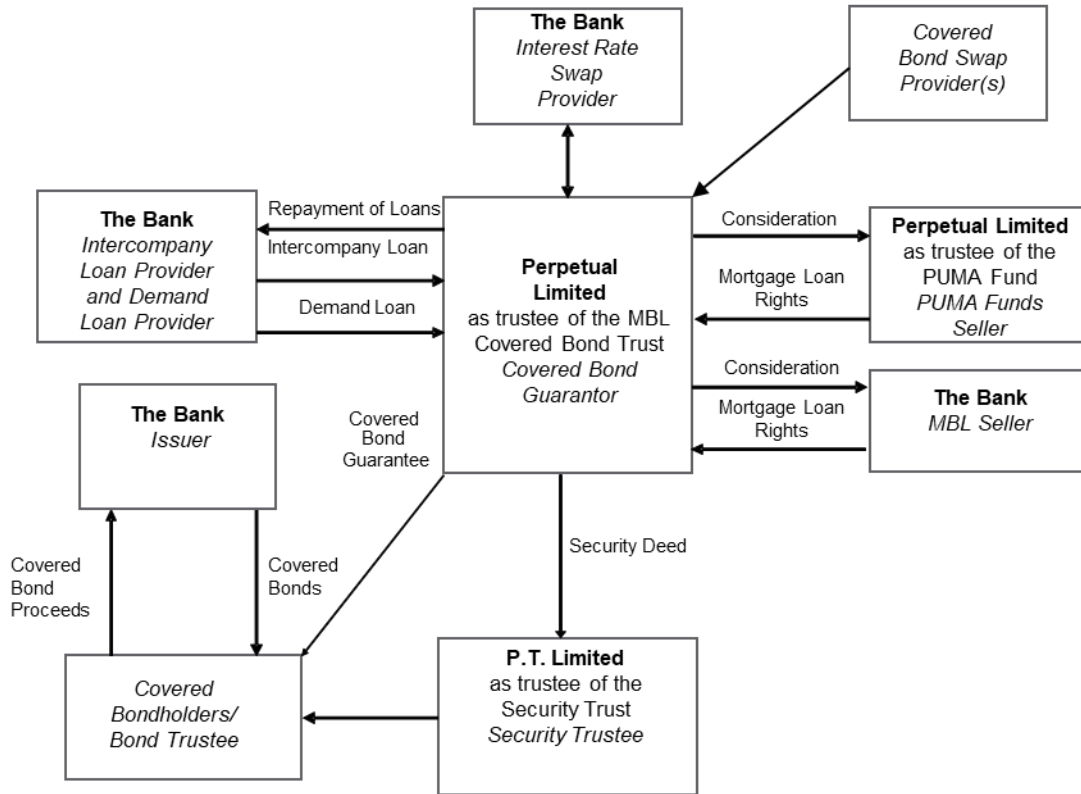 The Bank
Interest Rate
Swap
Provider
Covered
Bond Swap
Provider(s)
The Bank
Intercompany
Loan Provider
and Demand
Loan Provider
Repayment of Loans
Intercompany Loan
Demand Loan
Perpetual
Limited
as trustee of the MBL
Covered Bond Trust
Covered Bond
Guarantor
Consideration
Mortgage Loan
Rights
Perpetual Limited
as trustee of the
PUMA Fund
PUMA Funds
Seller
Consideration
Mortgage Loan
Rights
The Bank
MBL Seller
The Bank
Issuer
Covered
Bond
Guarantee
Security Deed
Covered
Bond
Proceeds
Covered
Bonds
Covered
Bondholders/
Bond Trustee
P.T. Limited
as trustee of the
Security Trust
Security Trustee